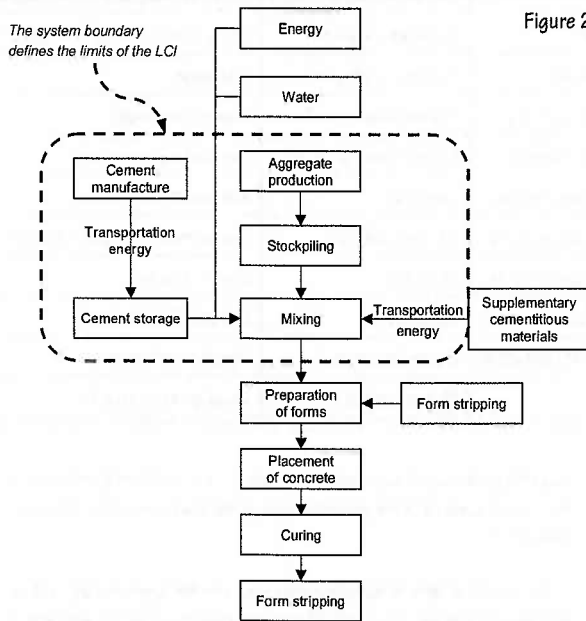 Figure 2
The system boundary
defines the limits of the LCI
Energy
Water
Cement
manufacture
Aggregate
production
Transportation
energy
Stockpiling
Cement storage
Mixing
Transportation
energy
Supplementary
cementitious
materials
Preparation
of forms
Form stripping
Placement
of concrete
Curing
Form stripping